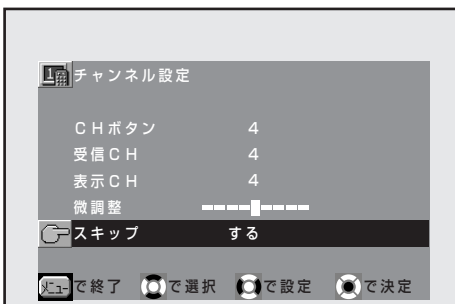 チャンネル設定
ＣＨボタン　４
受信ＣＨ　４
表示ＣＨ　４
微調整
スキップ　する
メニューで終了　で選択　で設定　で決定